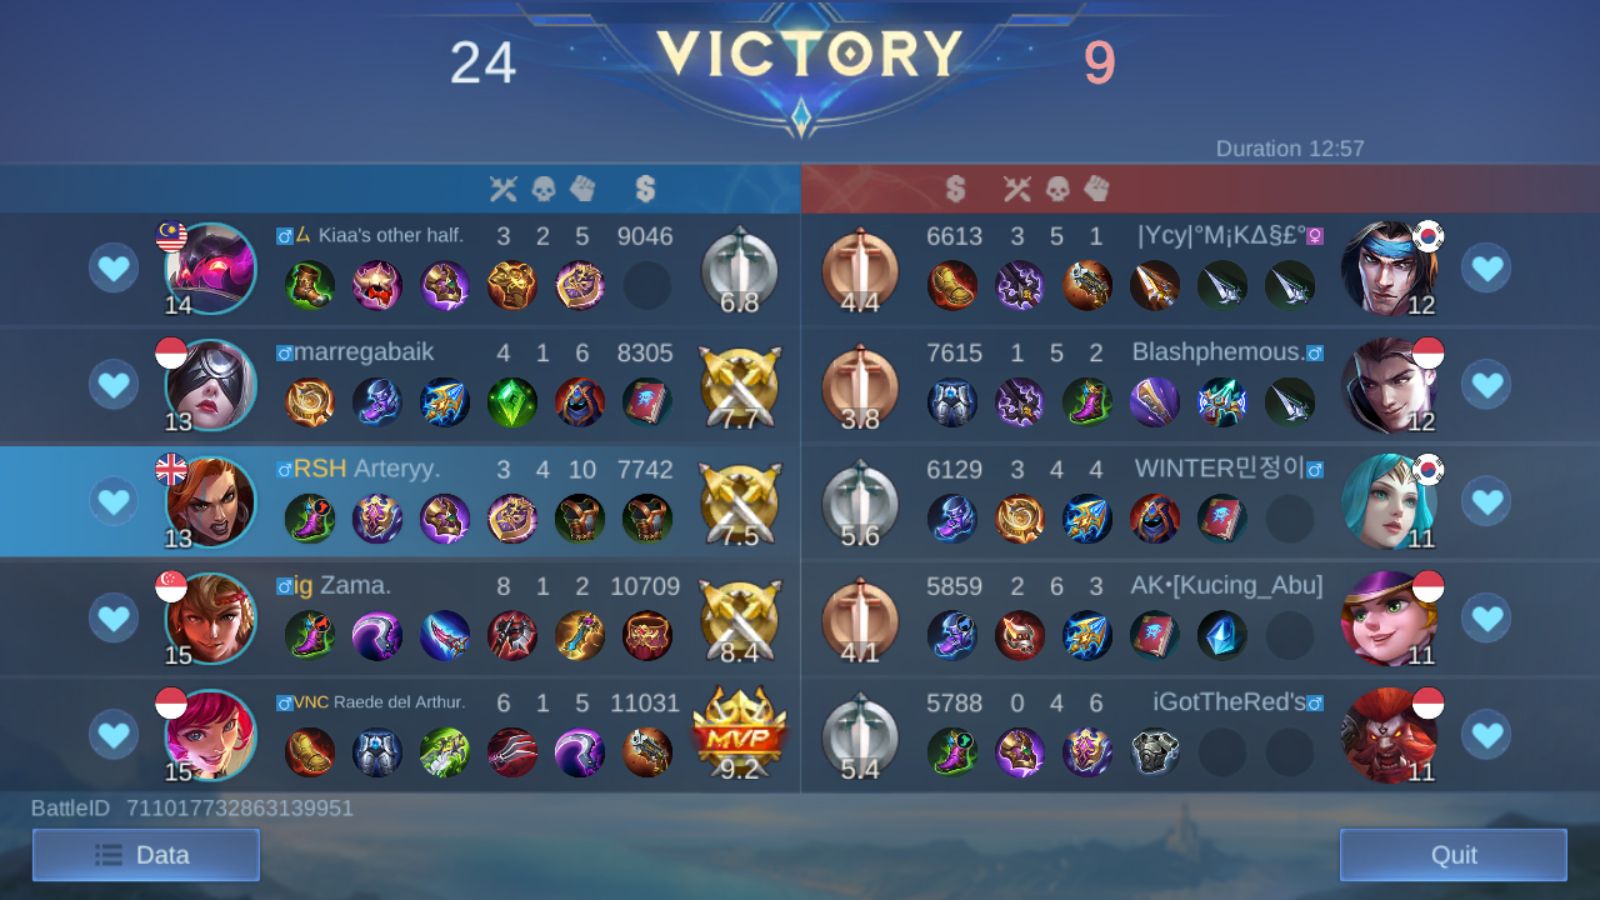 24 VICTORY 9
Duration 12:57
ム Kiaa's other half. 3 2 5 9046
14 6.8
4.4 6613 3 5 1 |Ycy|°M¡KΔ§£° 12
marregabaik 4 1 6 8305
13 7.7
3.8 7615 1 5 2 Blashphemous. 12
RSH Arteryy. 3 4 10 7742
13 7.5
5.6 6129 3 4 4 WINTER민정이 11
ig Zama. 8 1 2 10709
15 8.4
4.1 5859 2 6 3 AK•[Kucing_Abu] 11
VNC Raede del Arthur. 6 1 5 11031
15 MVP 9.2
5.4 5788 0 4 6 iGotTheRed's 11
BattleID 711017732863139951
Data
Quit